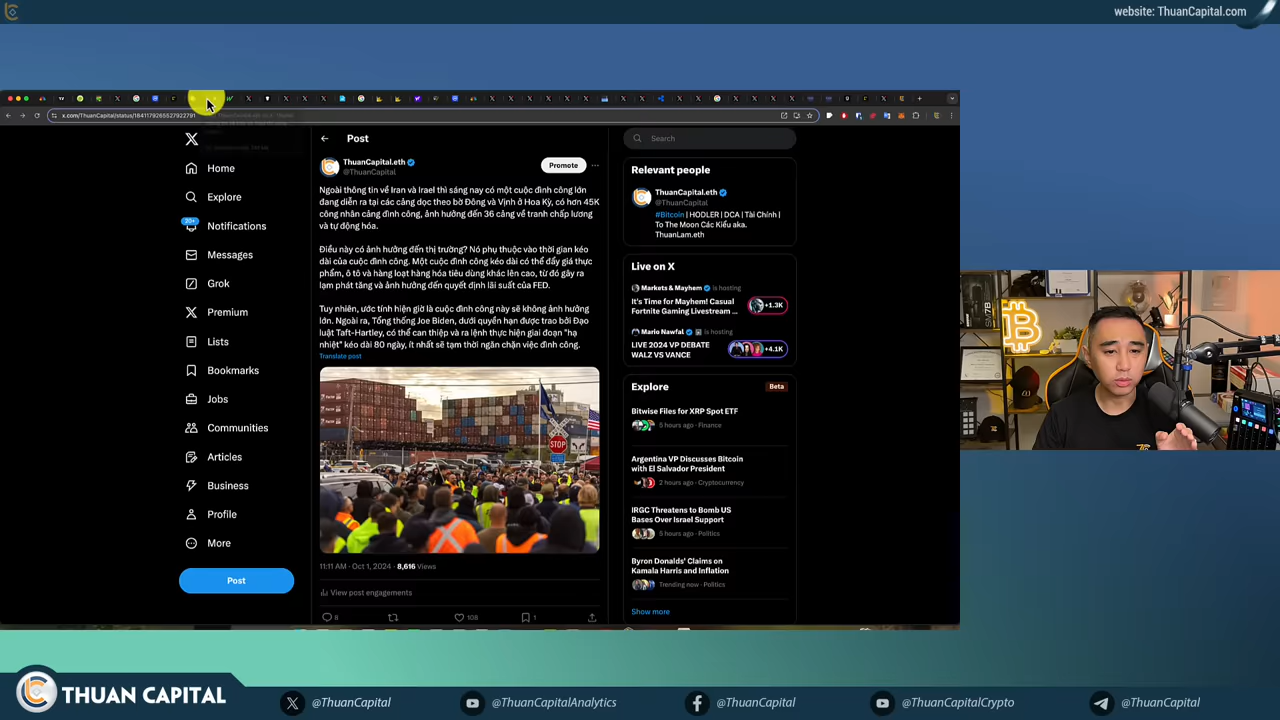 website: ThuanCapital.com
x.com/ThuanCapital/status/1841178265527922791
Post
Search
ThuanCapital.eth
@ThuanCapital
Promote
Ngoài thông tin về Iran và Irael thì sáng nay có một cuộc đình công lớn
đang diễn ra tại các cảng dọc theo bờ Đông và Vịnh ở Hoa Kỳ, có hơn 45K
công nhân cảng đình công, ảnh hưởng đến 36 cảng về tranh chấp lương
và tự động hóa.
Điều này có ảnh hưởng đến thị trường? Nó phụ thuộc vào thời gian kéo
dài của cuộc đình công. Một cuộc đình công kéo dài có thể đẩy giá thực
phẩm, ô tô và hàng loạt hàng hóa tiêu dùng khác lên cao, từ đó gây ra
lạm phát tăng và ảnh hưởng đến quyết định lãi suất của FED.
Tuy nhiên, ước tính hiện giờ là cuộc đình công này sẽ không ảnh hưởng
lớn. Ngoài ra, Tổng thống Joe Biden, dưới quyền hạn được trao bởi Đạo
luật Taft-Hartley, có thể can thiệp và ra lệnh thực hiện giai đoạn "hạ
nhiệt" kéo dài 80 ngày, ít nhất sẽ tạm thời ngăn chặn việc đình công.
Translate post
STOP
11:11 AM · Oct 1, 2024 · 8,616 Views
View post engagements
8
108
1
Home
Explore
20+
Notifications
Messages
Grok
Premium
Lists
Bookmarks
Jobs
Communities
Articles
Business
Profile
More
Post
Relevant people
ThuanCapital.eth
@ThuanCapital
#Bitcoin | HODLER | DCA | Tài Chính |
To The Moon Các Kiểu aka.
ThuanLam.eth
Live on X
Markets & Mayhem is hosting
It's Time for Mayhem! Casual
Fortnite Gaming Livestream ...
+1.3K
Mario Nawfal is hosting
LIVE 2024 VP DEBATE
WALZ VS VANCE
+4.1K
Explore
Beta
Bitwise Files for XRP Spot ETF
5 hours ago · Finance
Argentina VP Discusses Bitcoin
with El Salvador President
2 hours ago · Cryptocurrency
IRGC Threatens to Bomb US
Bases Over Israel Support
5 hours ago · Politics
Byron Donalds' Claims on
Kamala Harris and Inflation
Trending now · Politics
Show more
SM7B
THUAN CAPITAL
@ThuanCapital
@ThuanCapitalAnalytics
@ThuanCapital
@ThuanCapitalCrypto
@ThuanCapital